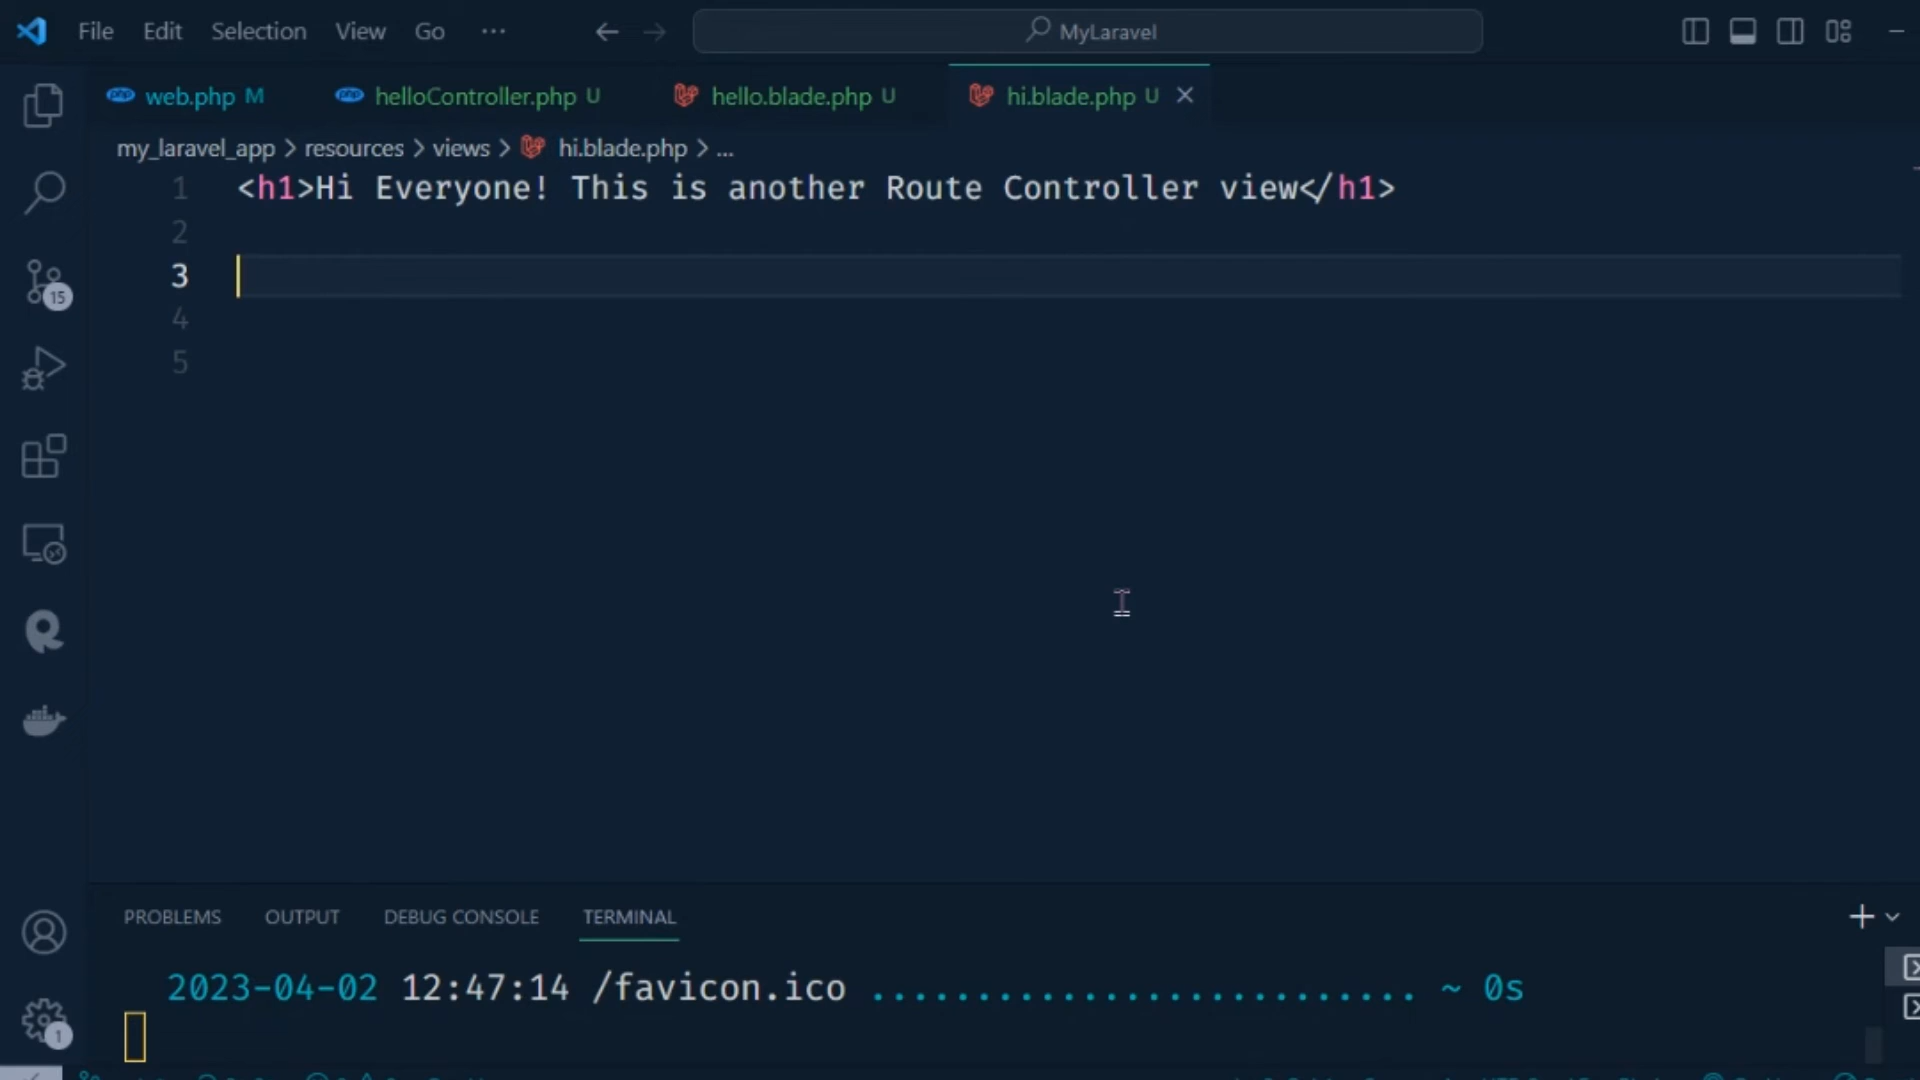 File Edit Selection View Go ··· MyLaravel
web.php M helloController.php U hello.blade.php U hi.blade.php U
my_laravel_app > resources > views > hi.blade.php > ...
1 <h1>Hi Everyone! This is another Route Controller view</h1>
2
3
15
4
5
PROBLEMS OUTPUT DEBUG CONSOLE TERMINAL
2023-04-02 12:47:14 /favicon.ico .......................... ~ 0s
1